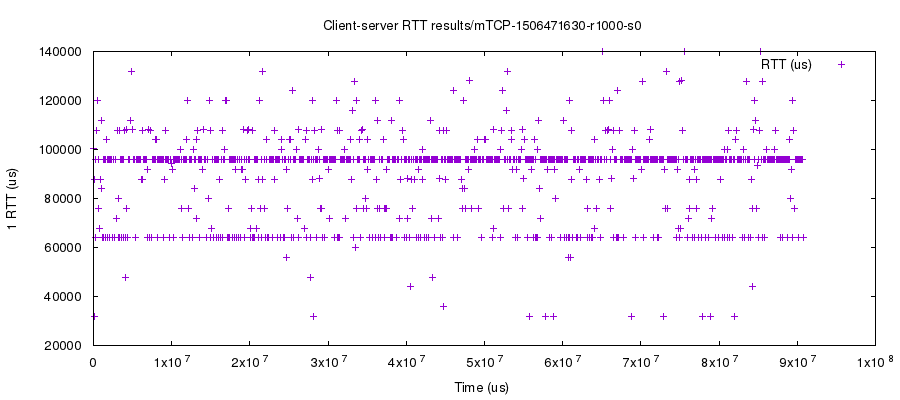 Client-server RTT results/mTCP-1506471630-r1000-s0
RTT (us)
1 RTT (us)
140000
120000
100000
80000
60000
40000
20000
0 1x10^7 2x10^7 3x10^7 4x10^7 5x10^7 6x10^7 7x10^7 8x10^7 9x10^7 1x10^8
Time (us)